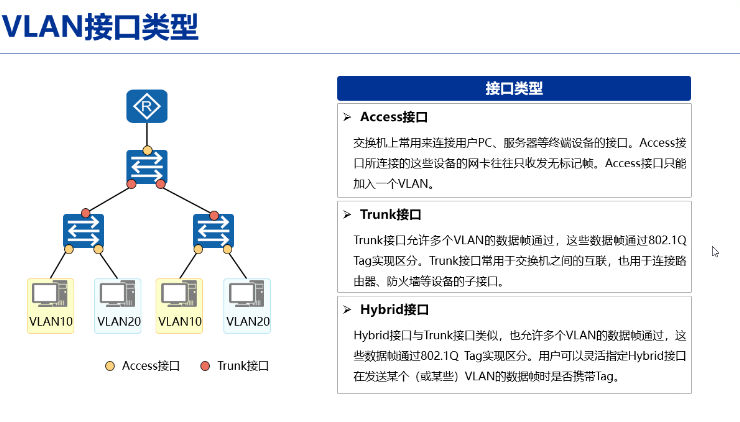 VLAN接口类型
R
VLAN10
VLAN20
VLAN10
VLAN20
Access接口
Trunk接口
接口类型
Access接口
交换机上常用来连接用户PC、服务器等终端设备的接口。Access接
口所连接的这些设备的网卡往往只收发无标记帧。Access接口只能
加入一个VLAN。
Trunk接口
Trunk接口允许多个VLAN的数据帧通过，这些数据帧通过802.1Q
Tag实现区分。Trunk接口常用于交换机之间的互联，也用于连接路
由器、防火墙等设备的子接口。
Hybrid接口
Hybrid接口与Trunk接口类似，也允许多个VLAN的数据帧通过，这
些数据帧通过802.1Q Tag实现区分。用户可以灵活指定Hybrid接口
在发送某个（或某些）VLAN的数据帧时是否携带Tag。